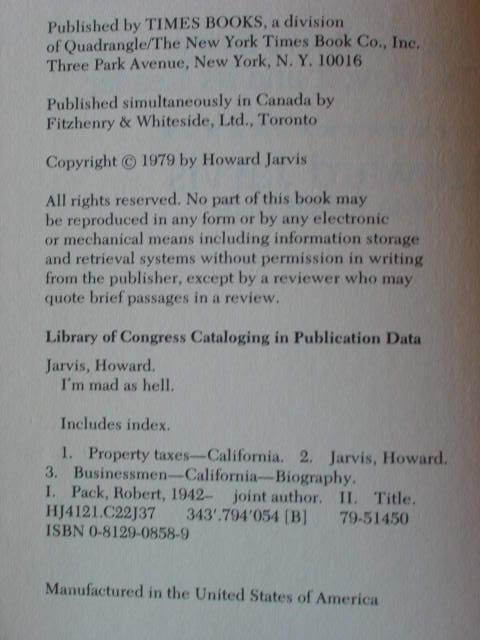 Published by TIMES BOOKS, a division
of Quadrangle/The New York Times Book Co., Inc.
Three Park Avenue, New York, N. Y. 10016
Published simultaneously in Canada by
Fitzhenry & Whiteside, Ltd., Toronto
Copyright © 1979 by Howard Jarvis
All rights reserved. No part of this book may
be reproduced in any form or by any electronic
or mechanical means including information storage
and retrieval systems without permission in writing
from the publisher, except by a reviewer who may
quote brief passages in a review.
Library of Congress Cataloging in Publication Data
Jarvis, Howard.
I'm mad as hell.
Includes index.
1. Property taxes—California. 2. Jarvis, Howard.
3. Businessmen—California—Biography.
I. Pack, Robert, 1942– joint author. II. Title.
HJ4121.C22J37 343'.794'054 [B] 79-51450
ISBN 0-8129-0858-9
Manufactured in the United States of America